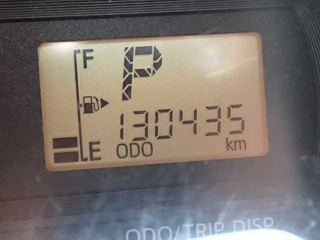 F
P
130435
E ODO km
ODO/TRIP DISP